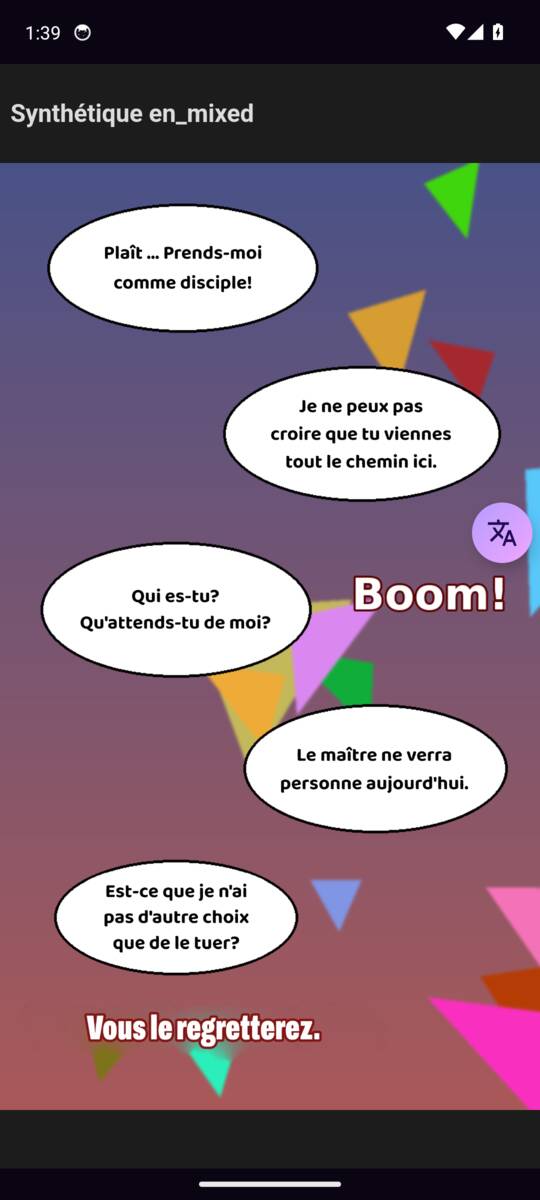 1:39
Synthétique en_mixed
Plaît ... Prends-moi
comme disciple!
Je ne peux pas
croire que tu viennes
tout le chemin ici.
Boom!
Qui es-tu?
Qu'attends-tu de moi?
Le maître ne verra
personne aujourd'hui.
Est-ce que je n'ai
pas d'autre choix
que de le tuer?
Vous le regretterez.